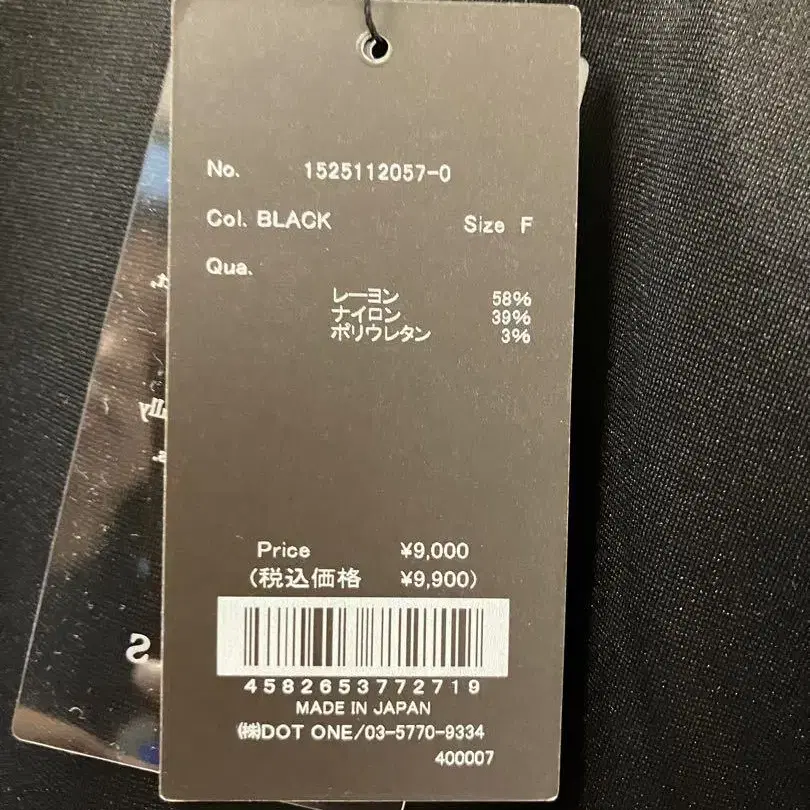 No. 1525112057-0
Col. BLACK Size F
Qua.
レーヨン 58%
ナイロン 39%
ポリウレタン 3%
Price ¥9,000
(税込価格 ¥9,900)
4582653772719
MADE IN JAPAN
㈱DOT ONE/03-5770-9334
400007